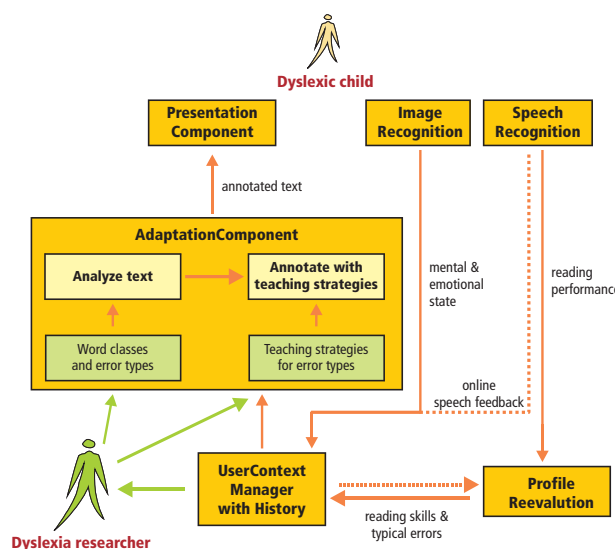 Dyslexic child
Presentation
Component
Image
Recognition
Speech
Recognition
annotated text
AdaptationComponent
Analyze text
Annotate with
teaching strategies
mental &
emotional
state
reading
performance
Word classes
and error types
Teaching strategies
for error types
online
speech feedback
UserContext
Manager
with History
Profile
Reevalution
reading skills &
typical errors
Dyslexia researcher